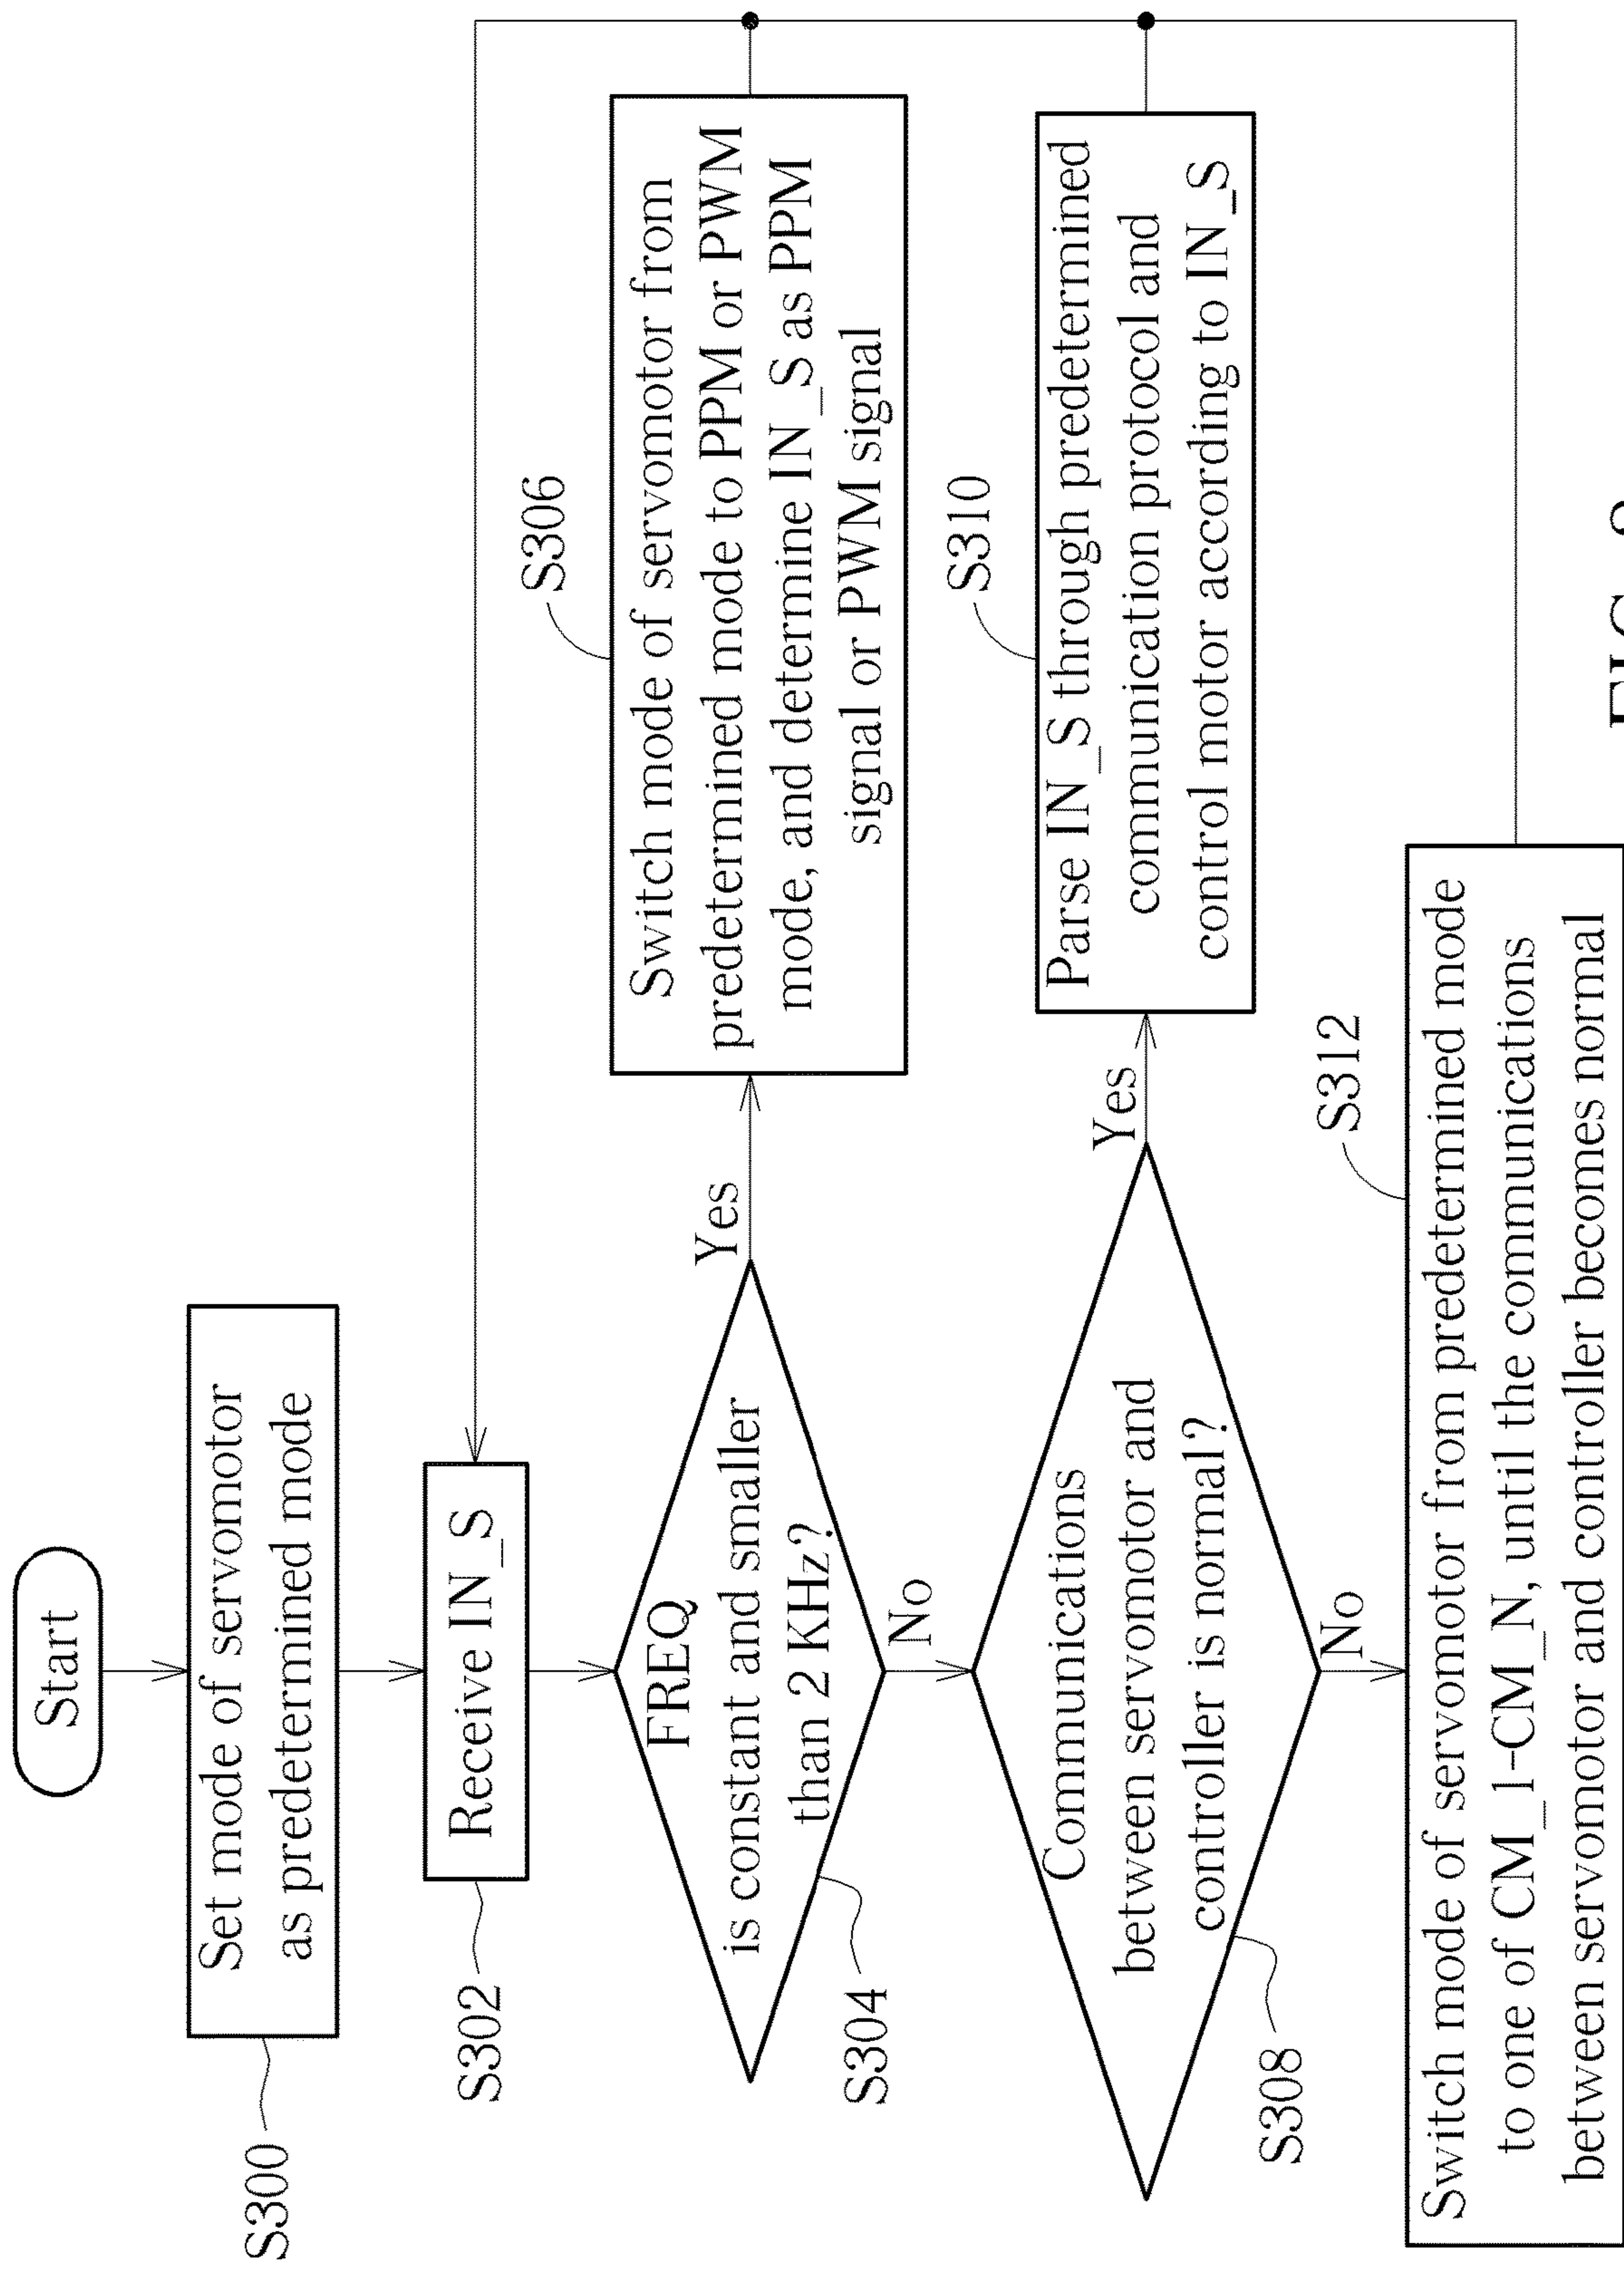 Start
Set mode of servomotor
as predetermined mode
S300
Receive IN_S
S302
FREQ
is constant and smaller
than 2 KHz?
S304
Yes
No
S306
Switch mode of servomotor from
predetermined mode to PPM or PWM
mode, and determine IN_S as PPM
signal or PWM signal
Communications
between servomotor and
controller is normal?
S308
Yes
No
S310
Parse IN_S through predetermined
communication protocol and
control motor according to IN_S
S312
Switch mode of servomotor from predetermined mode
to one of CM_1-CM_N, until the communications
between servomotor and controller becomes normal